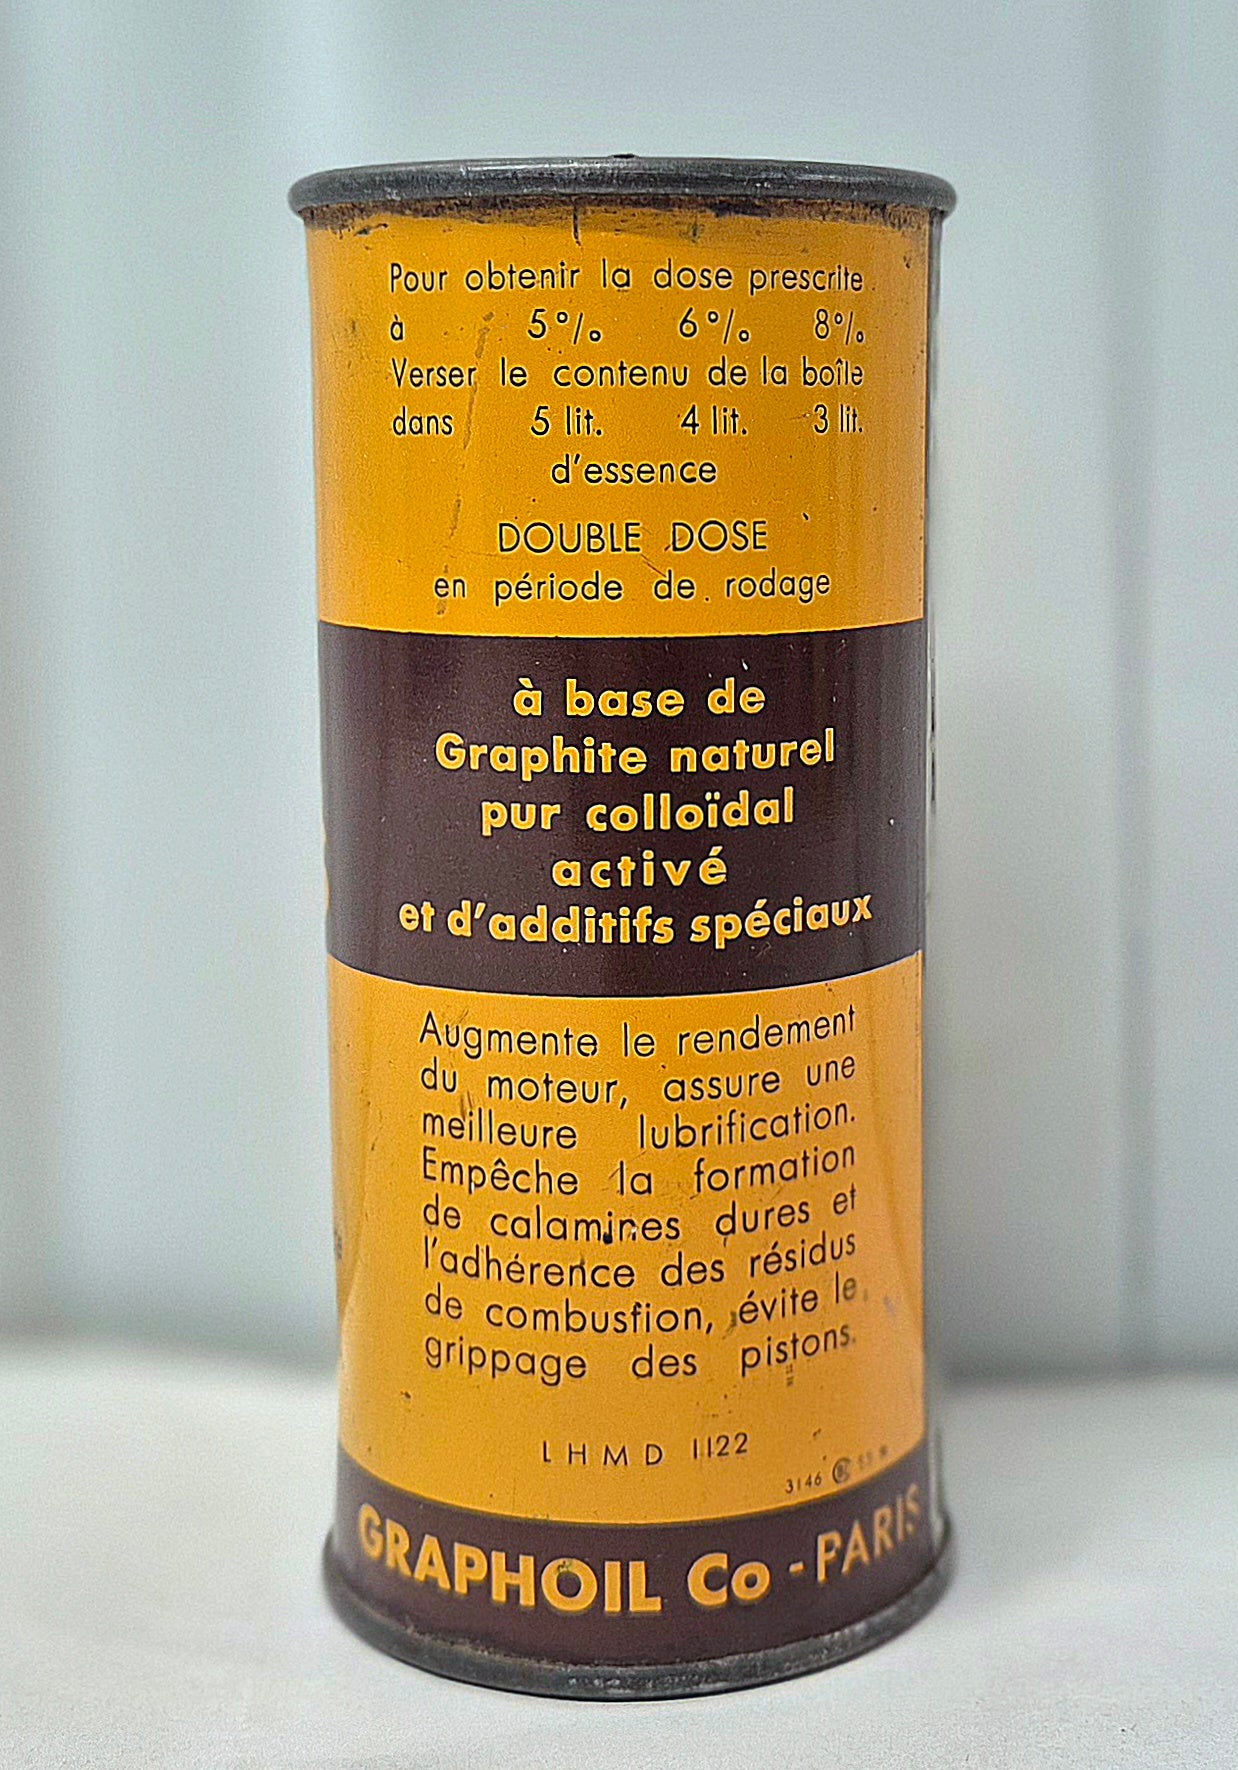 Pour obtenir la dose prescrite
à 5% 6% 8%
Verser le contenu de la boîte
dans 5 lit. 4 lit. 3 lit.
d'essence
DOUBLE DOSE
en période de rodage
à base de
Graphite naturel
pur colloïdal
activé
et d'additifs spéciaux
Augmente le rendement
du moteur, assure une
meilleure lubrification.
Empêche la formation
de calamines dures et
l'adhérence des résidus
de combustion, évite le
grippage des pistons.
L H M D 1122
3146
GRAPHOIL Co - PARIS